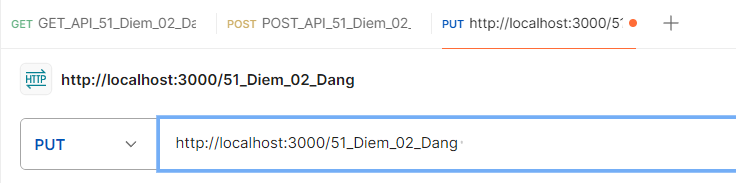 GET GET_API_51_Diem_02_Da
POST POST_API_51_Diem_02_
PUT http://localhost:3000/51
HTTP http://localhost:3000/51_Diem_02_Dang
PUT http://localhost:3000/51_Diem_02_Dang